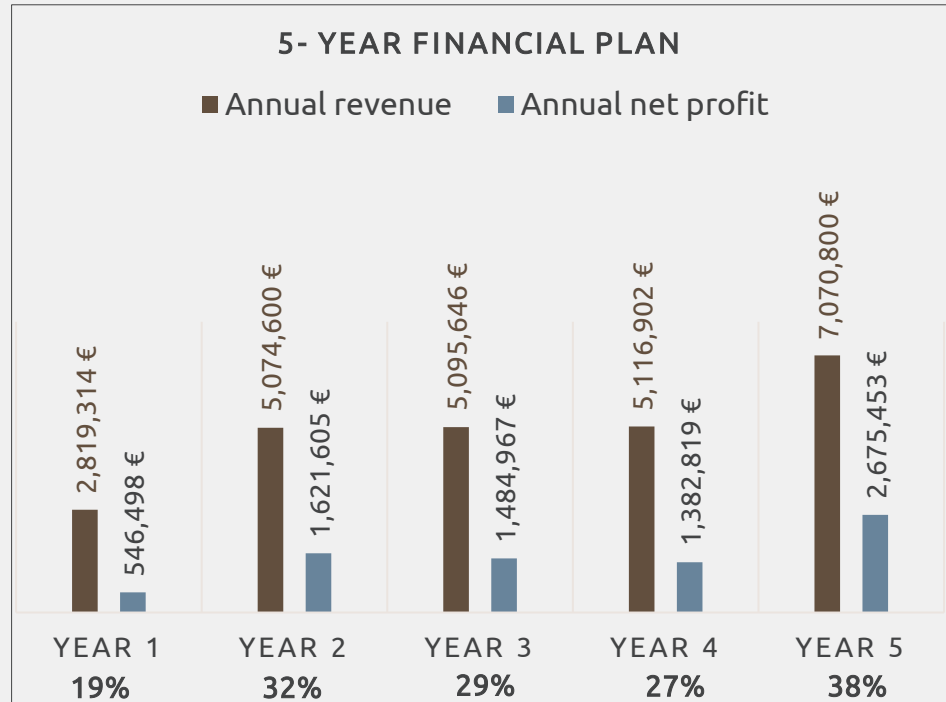 5- YEAR FINANCIAL PLAN
Annual revenue Annual net profit
2,819,314 €
546,498 €
5,074,600 €
1,621,605 €
5,095,646 €
1,484,967 €
5,116,902 €
1,382,819 €
7,070,800 €
2,675,453 €
YEAR 1 YEAR 2 YEAR 3 YEAR 4 YEAR 5
19% 32% 29% 27% 38%